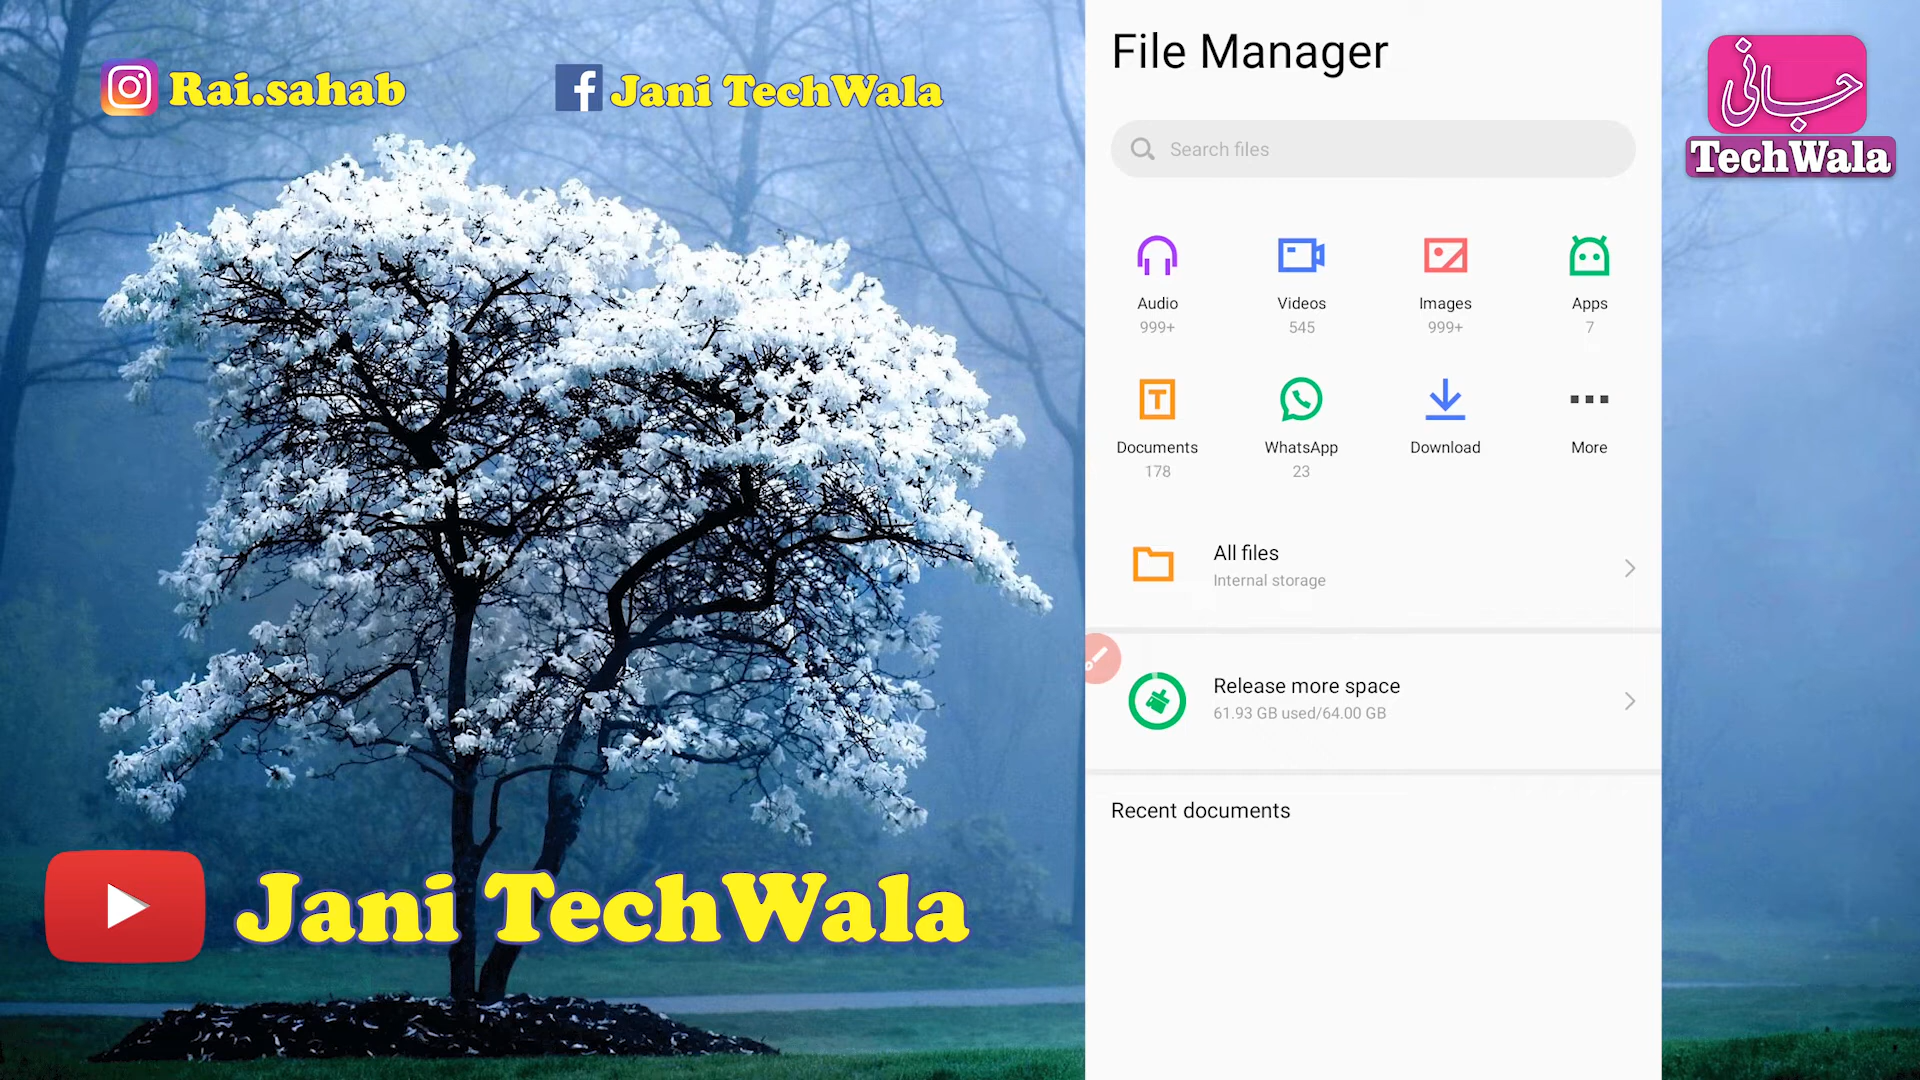 Rai.sahab
Jani TechWala
File Manager
جانی
TechWala
Search files
Audio
999+
Videos
545
Images
999+
Apps
7
Documents
178
WhatsApp
23
Download
More
All files
Internal storage
Release more space
61.93 GB used/64.00 GB
Recent documents
Jani TechWala